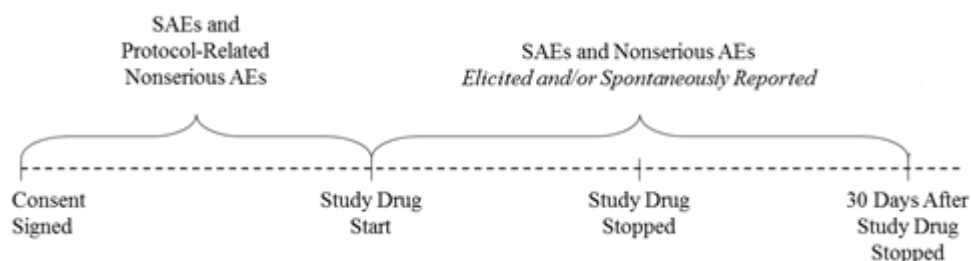 SAEs and
Protocol-Related
Nonserious AEs
SAEs and Nonserious AEs
Elicited and/or Spontaneously Reported
Consent
Signed
Study Drug
Start
Study Drug
Stopped
30 Days After
Study Drug
Stopped